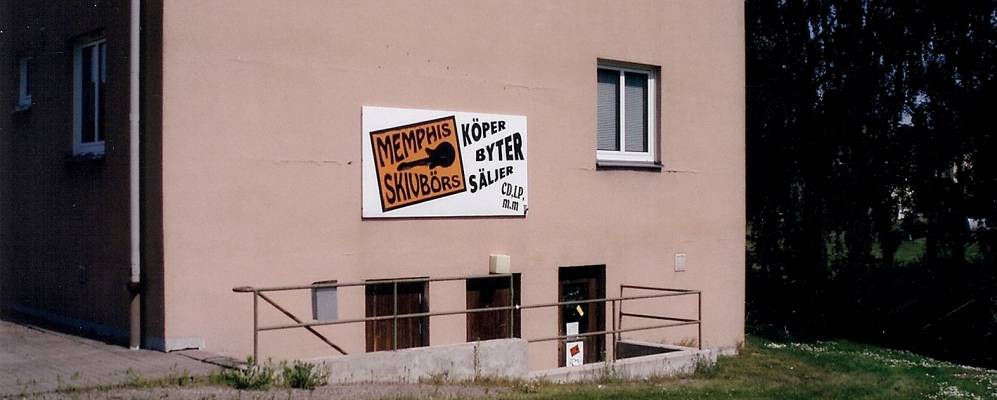 MEMPHIS
SKIVBÖRS
KÖPER
BYTER
SÄLJER
CD,LP,
m.m